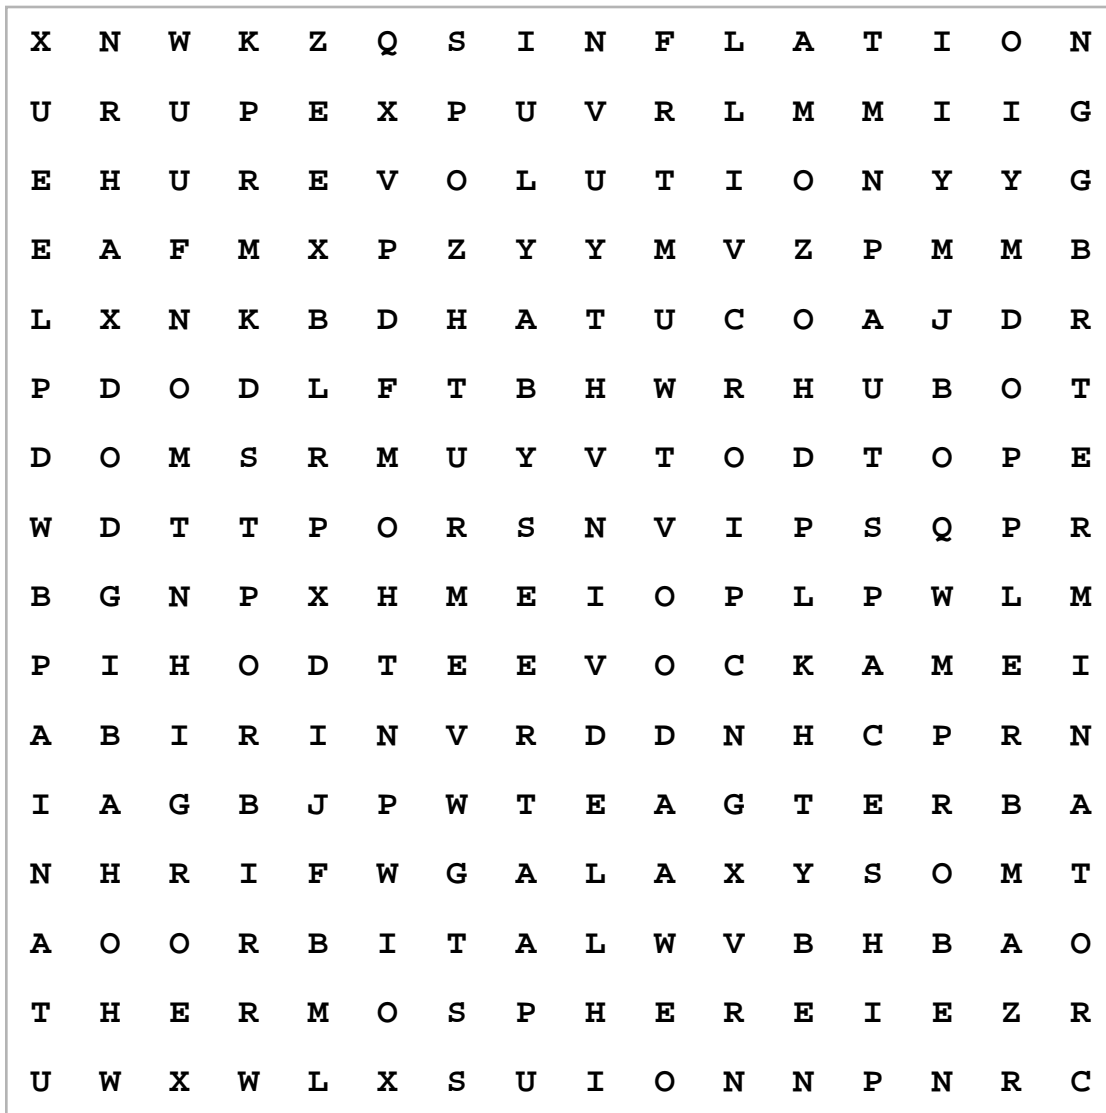 X N W K Z Q S I N F L A T I O N
U R U P E X P U V R L M M I I G
E H U R E V O L U T I O N Y Y G
E A F M X P Z Y Y M V Z P M M B
L X N K B D H A T U C O A J D R
P D O D L F T B H W R H U B O T
D O M S R M U Y V T O D T O P E
W D T T P O R S N V I P S Q P R
B G N P X H M E I O P L P W L M
P I H O D T E E V O C K A M E I
A B I R I N V R D D N H C P R N
I A G B J P W T E A G T E R B A
N H R I F W G A L A X Y S O M T
A O O R B I T A L W V B H B A O
T H E R M O S P H E R E I E Z R
U W X W L X S U I O N N P N R C